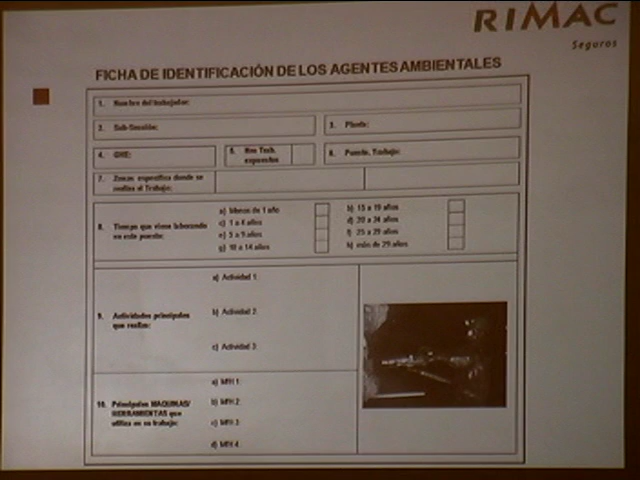 RIMAC
Seguros
FICHA DE IDENTIFICACIÓN DE LOS AGENTES AMBIENTALES
1. Nombre del trabajador:
2. Sub-Sección:
3. Planta:
4. GHE:
5. Nro Trab. expuestos
6. Puesto. Trabajo:
7. Zonas específica donde se realiza el Trabajo:
8. Tiempo que viene laborando en este puesto:
a) Menos de 1 año
b) 15 a 19 años
c) 1 a 4 años
d) 20 a 24 años
e) 5 a 9 años
f) 25 a 29 años
g) 10 a 14 años
h) más de 29 años
9. Actividades principales que realiza:
a) Actividad 1:
b) Actividad 2:
c) Actividad 3:
10. Principales MAQUINAS/ HERRAMIENTAS que utiliza en su trabajo:
a) M/H 1:
b) M/H 2:
c) M/H 3:
d) M/H 4: